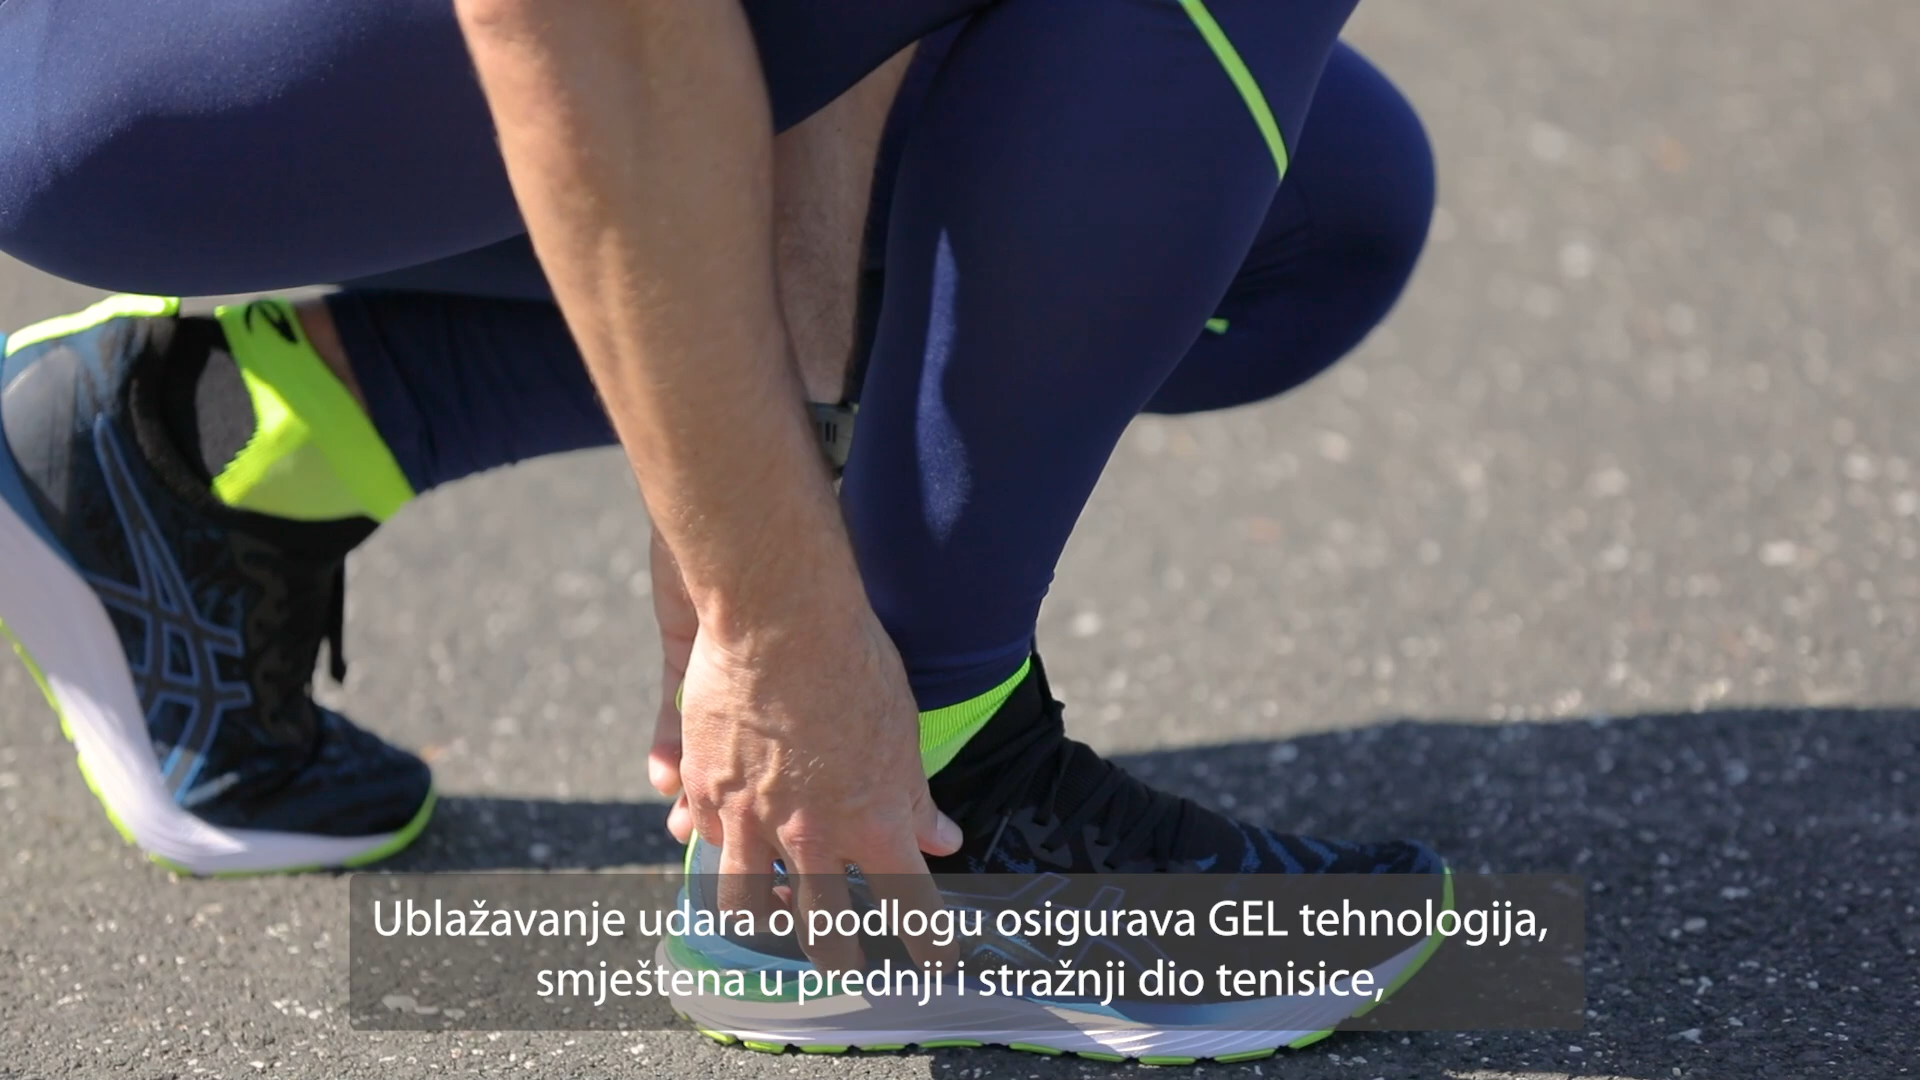 Ublažavanje udara o podlogu osigurava GEL tehnologija,
smještena u prednji i stražnji dio tenisice,